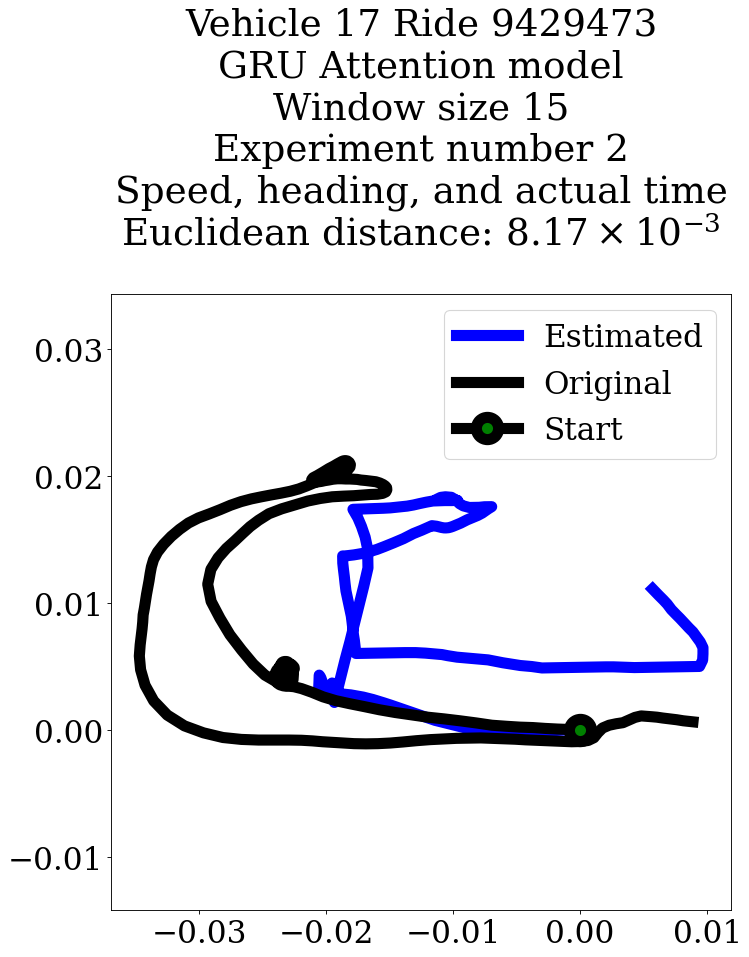 Vehicle 17 Ride 9429473
GRU Attention model
Window size 15
Experiment number 2
Speed, heading, and actual time
Euclidean distance: 8.17 × 10⁻³
Estimated
Original
Start
0.03
0.02
0.01
0.00
−0.01
−0.03 −0.02 −0.01 0.00 0.01